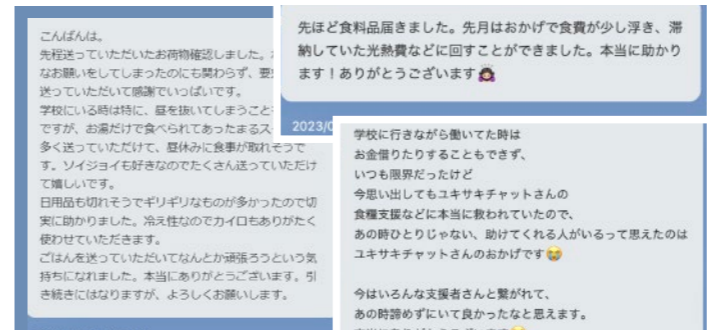 こんばんは。
先程送っていただいたお荷物確認しました。
なお願いをしてしまったのにも関わらず、
送っていただいて感謝でいっぱいです。
学校にいる時は特に、昼を抜いてしまうこと
ですが、お湯だけで食べられてあったまるス
多く送っていただけて、昼休みに食事が取れそうで
す。ソイジョイも好きなのでたくさん送っていただけ
て嬉しいです。
日用品も切れそうでギリギリなものが多かったので切
実に助かりました。冷え性なのでカイロもありがたく
使わせていただきます。
ごはんを送っていただいてなんとか頑張ろうという気
持ちになれました。本当にありがとうございます。引
き続きにはなりますが、よろしくお願いします。
先ほど食料品届きました。先月はおかげで食費が少し浮き、滞
納していた光熱費などに回すことができました。本当に助かり
ます！ありがとうございます🙇🏻‍♀️
2023/0
学校に行きながら働いてた時は
お金借りたりすることもできず、
いつも限界だったけど
今思い出してもユキサキチャットさんの
食糧支援などに本当に救われていたので、
あの時ひとりじゃない、助けてくれる人がいるって思えたのは
ユキサキチャットさんのおかげです😭
今はいろんな支援者さんと繋がれて、
あの時諦めずにいて良かったなと思えます。